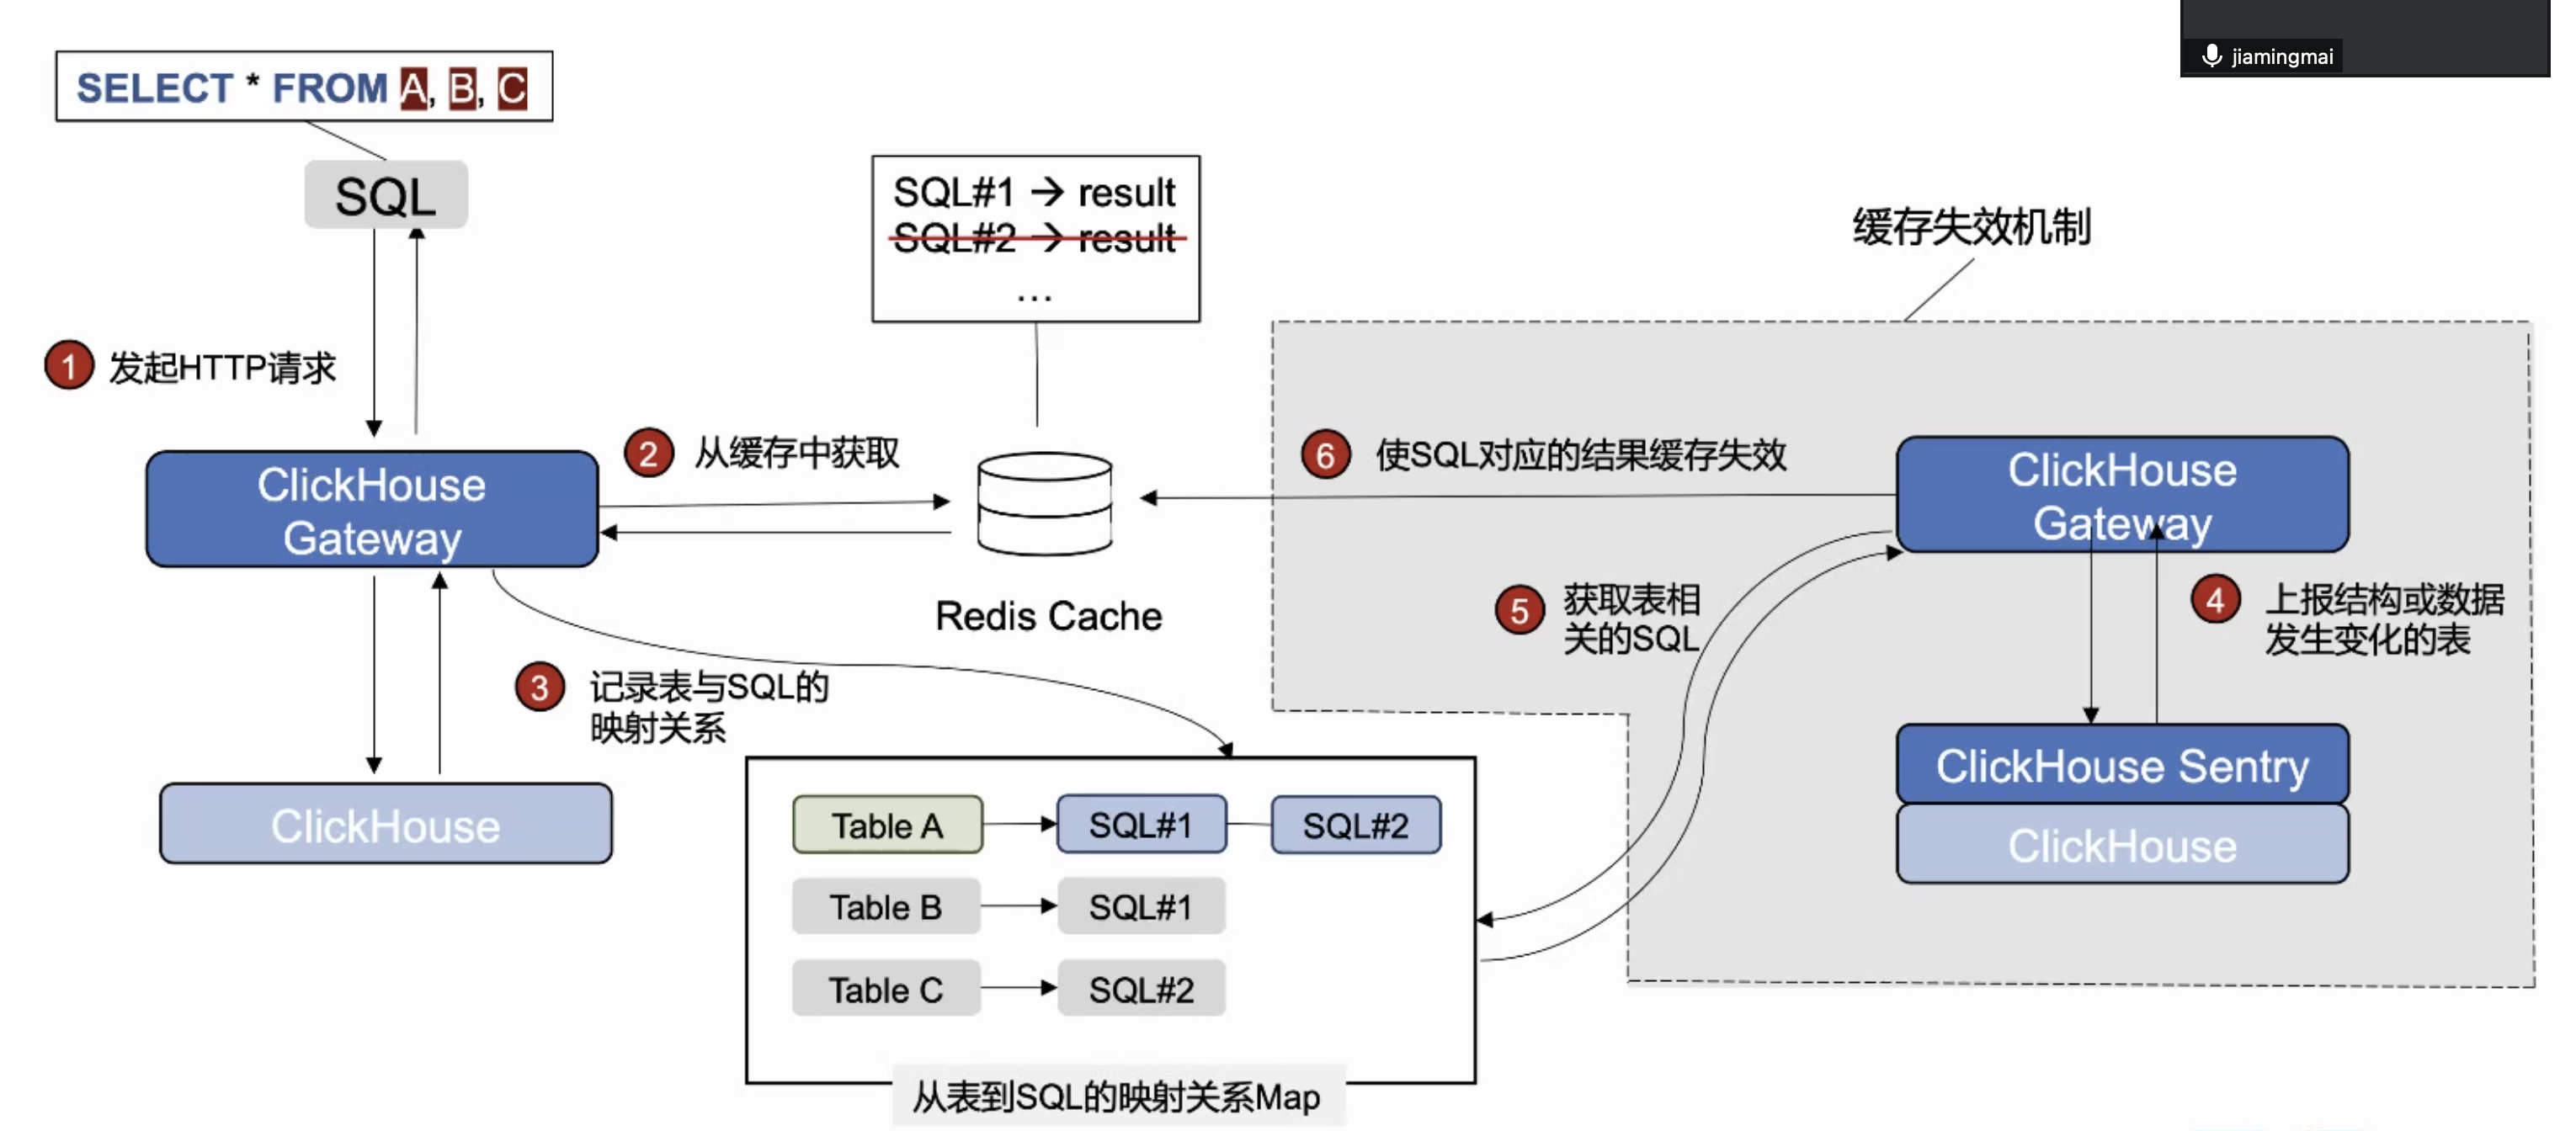 jiamingmai
SELECT * FROM A, B, C
SQL
SQL#1 → result
SQL#2 → result
...
缓存失效机制
1 发起HTTP请求
ClickHouse
Gateway
2 从缓存中获取
Redis Cache
6 使SQL对应的结果缓存失效
ClickHouse
Gateway
5 获取表相
关的SQL
4 上报结构或数据
发生变化的表
3 记录表与SQL的
映射关系
ClickHouse
ClickHouse Sentry
ClickHouse
Table A SQL#1 SQL#2
Table B SQL#1
Table C SQL#2
从表到SQL的映射关系Map